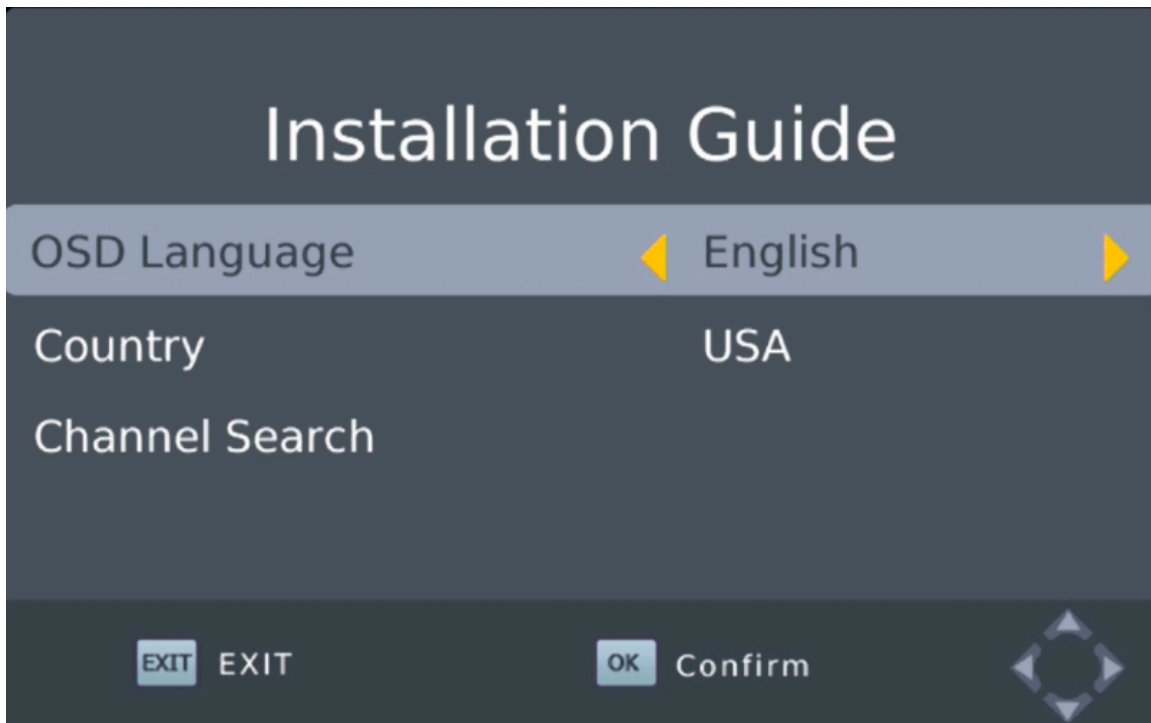 Installation Guide
OSD Language English
Country USA
Channel Search
EXIT EXIT OK Confirm